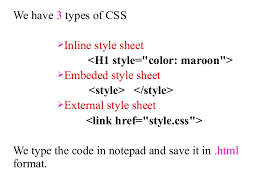 We have 3 types of CSS
➢Inline style sheet
<H1 style="color: maroon">
➢Embeded style sheet
<style> </style>
➢External style sheet
<link href="style.css">
We type the code in notepad and save it in .html
format.